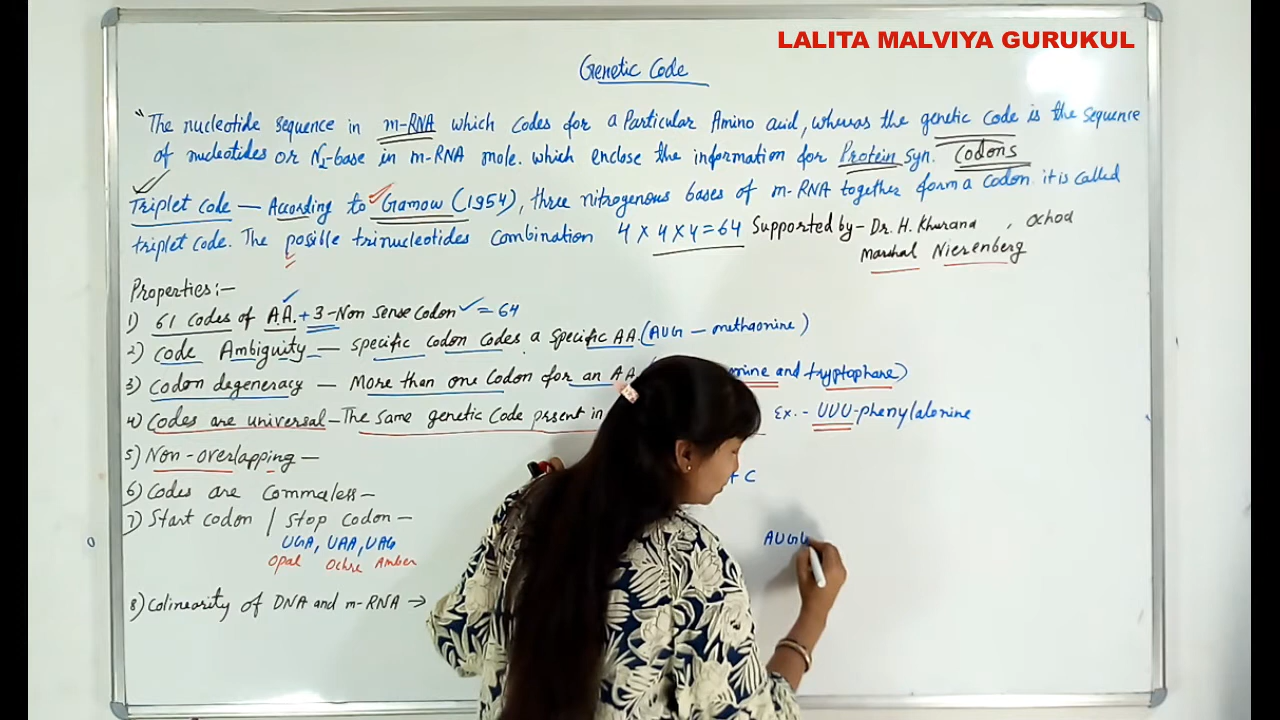 LALITA MALVIYA GURUKUL
Genetic Code
"The nucleotide sequence in m-RNA which codes for a Particular Amino acid, whereas the genetic code is the sequence
of nucleotides or N2-base in m-RNA mole. which enclose the information for Protein syn. Codons
Triplet code — According to Gamow (1954), three nitrogenous bases of m-RNA together form a codon it is called
triplet code. The posible trinucleotides combination 4 x 4 x 4 = 64 Supported by - Dr. H. Khurana , ochoa
Marshal Nierenberg
Properties:-
1) 61 codes of A.A. + 3-Non sense Codon = 64
2) Code Ambiguity — specific codon codes a specific AA. (AUG — methaonine)
3) Codon degeneracy — More than one Codon for an AA and tryptophane)
4) Codes are universal — The same genetic Code prsent in Ex. - UUU-phenylalonine
5) Non-overlapping —
+ C
6) Codes are Commaless —
7) Start codon / Stop codon —
UGA, UAA, UAG
AUG
Opal Ochre Amber
8) Colinearity of DNA and m-RNA →